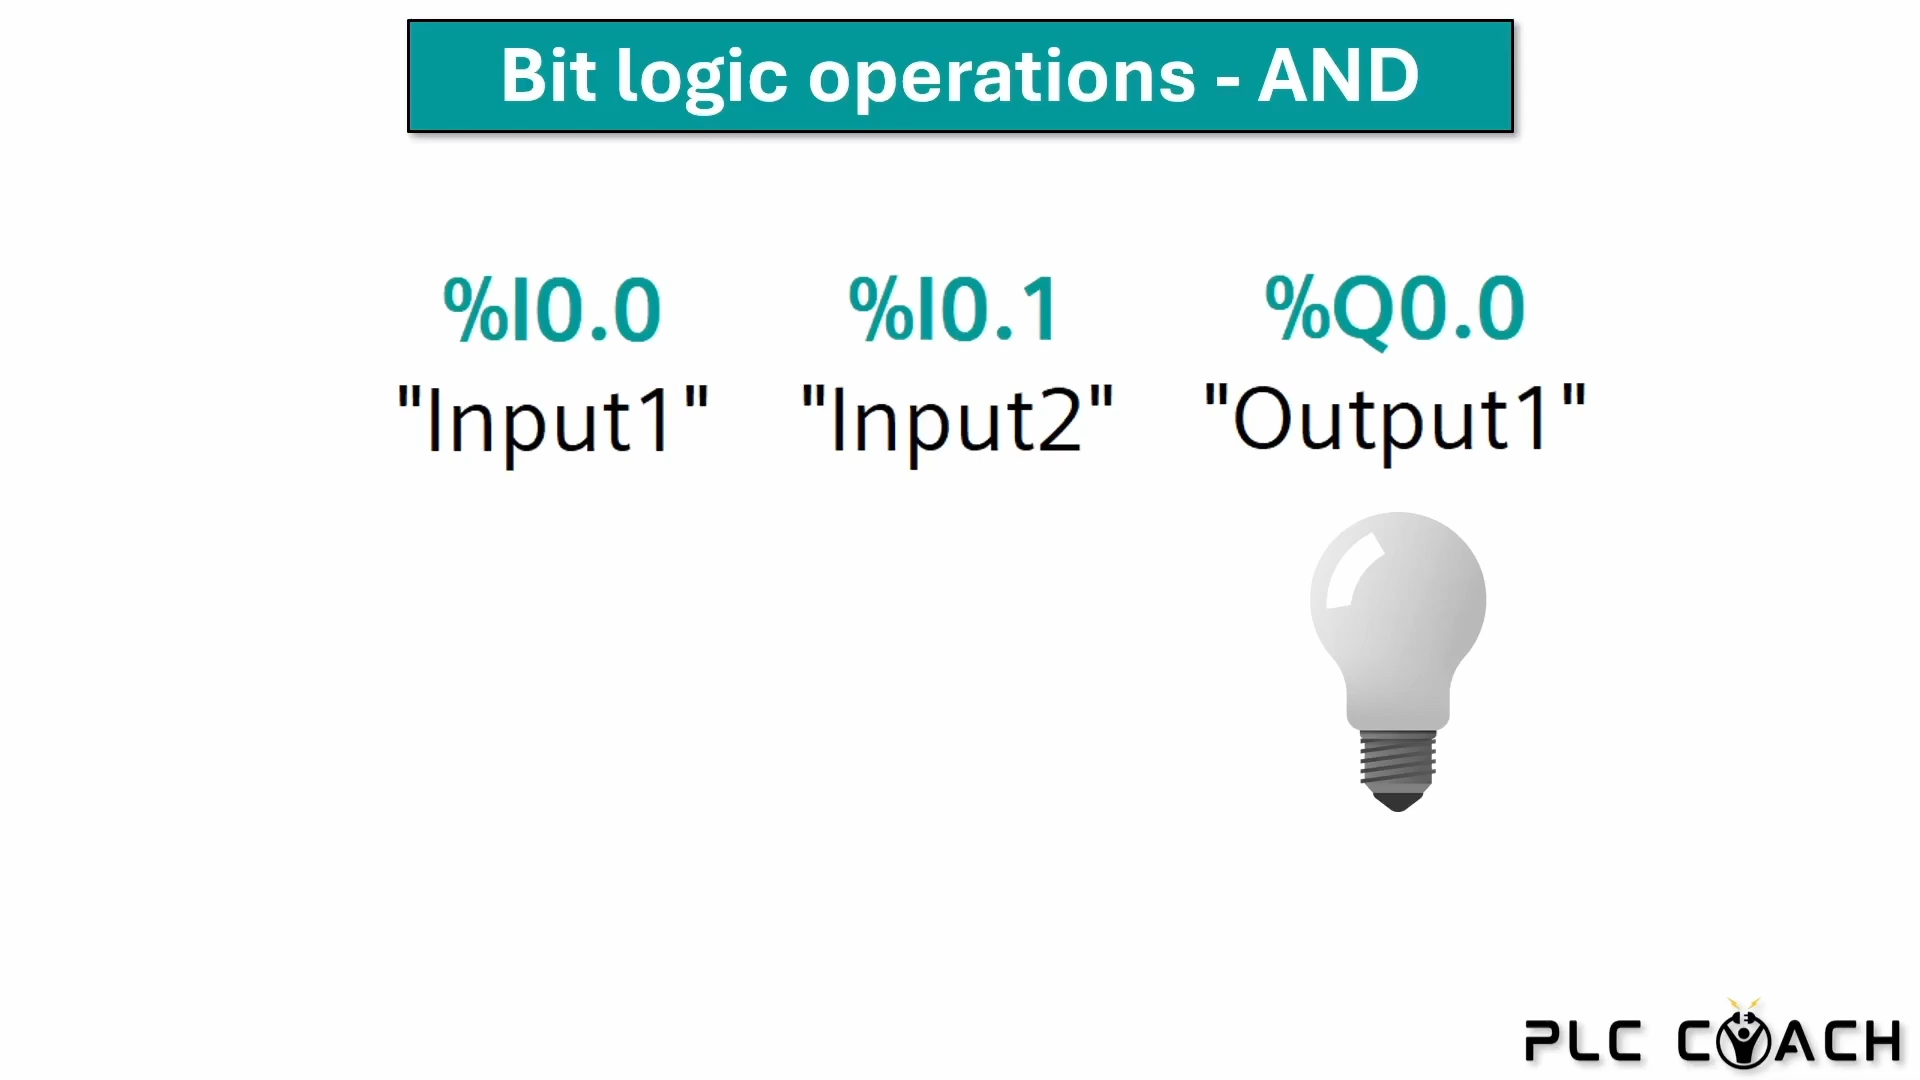 Bit logic operations - AND
%I0.0 %I0.1 %Q0.0
"Input1" "Input2" "Output1"
PLC COACH